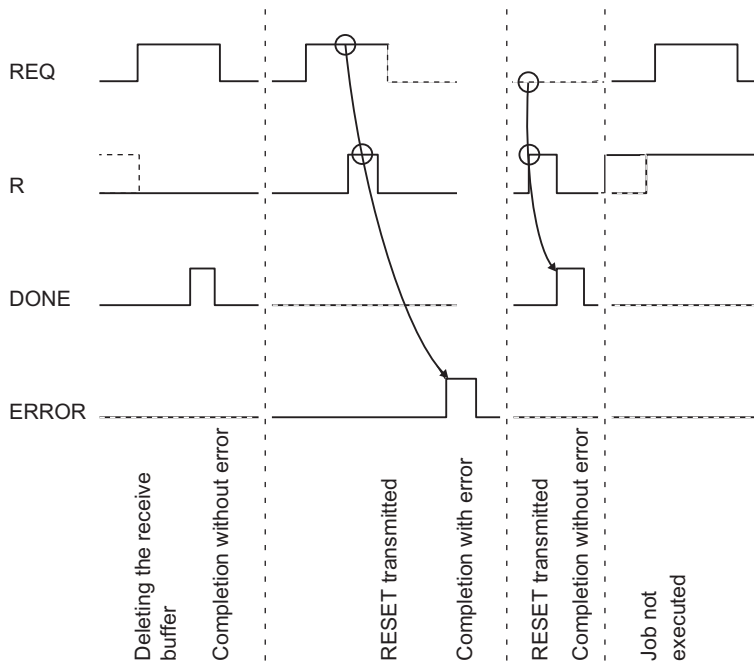 REQ
R
DONE
ERROR
Deleting the receive
buffer
Completion without error
RESET transmitted
Completion with error
RESET transmitted
Completion without error
Job not
executed